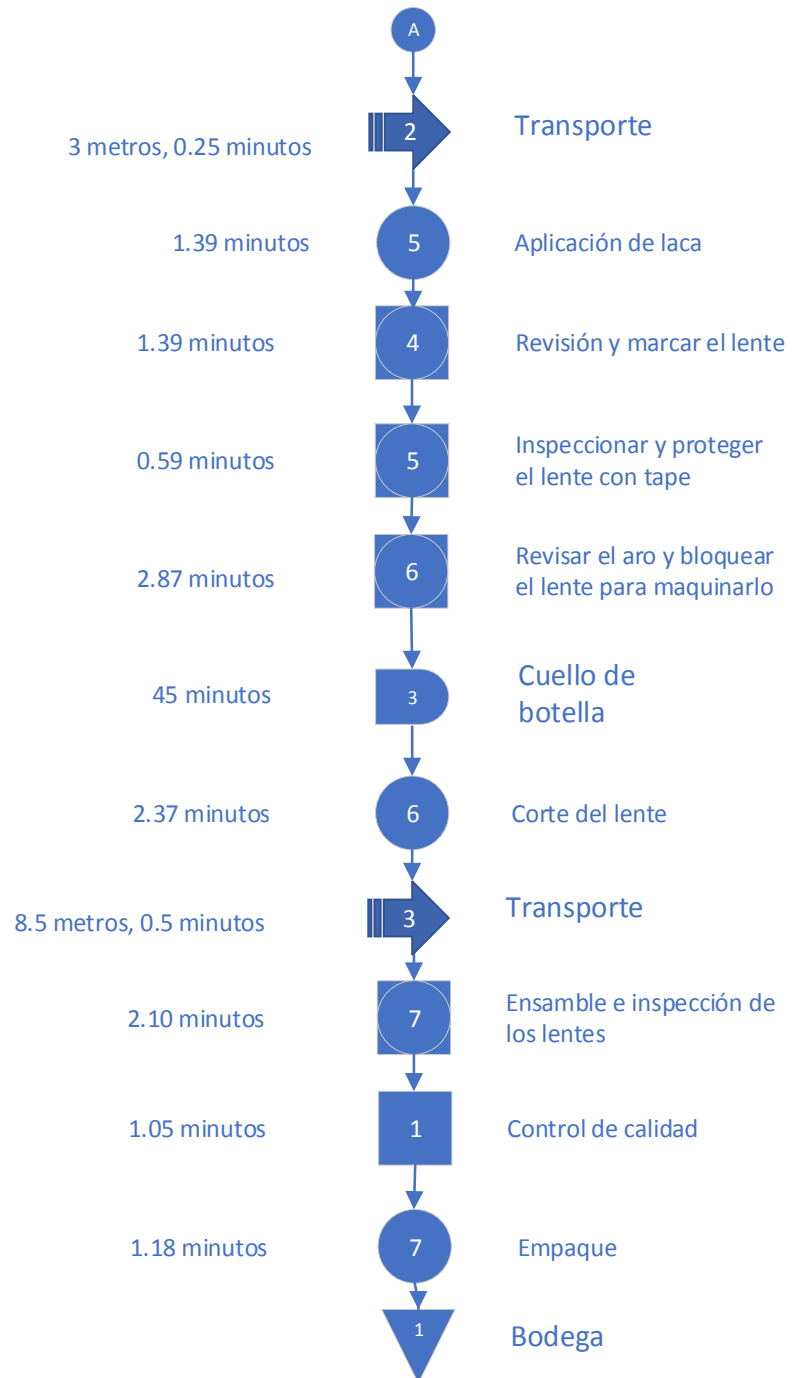 A
3 metros, 0.25 minutos
2
Transporte
1.39 minutos
5
Aplicación de laca
1.39 minutos
4
Revisión y marcar el lente
0.59 minutos
5
Inspeccionar y proteger
el lente con tape
2.87 minutos
6
Revisar el aro y bloquear
el lente para maquinarlo
45 minutos
3
Cuello de
botella
2.37 minutos
6
Corte del lente
8.5 metros, 0.5 minutos
3
Transporte
2.10 minutos
7
Ensamble e inspección de
los lentes
1.05 minutos
1
Control de calidad
1.18 minutos
7
Empaque
1
Bodega